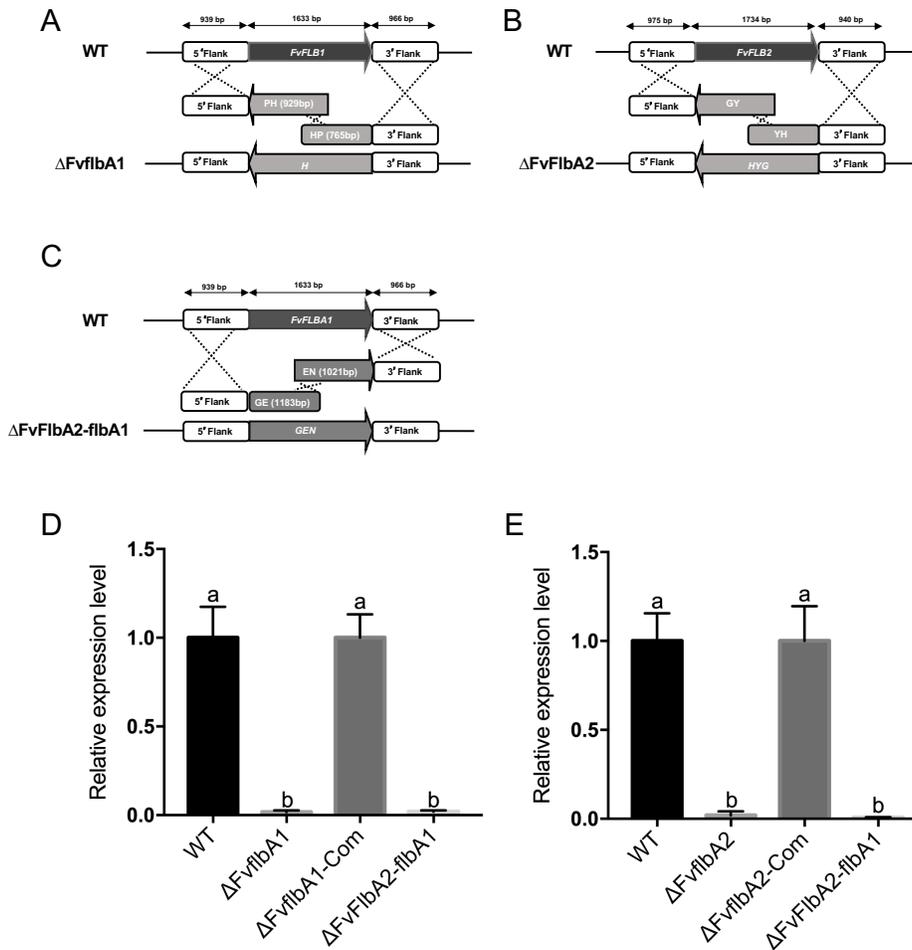 A
939 bp 1633 bp 966 bp
WT 5'Flank FvFLB1 3' Flank
5' Flank PH (929bp)
HP (765bp) 3' Flank
ΔFvflbA1 5' Flank H 3' Flank
B
975 bp 1734 bp 940 bp
WT 5' Flank FvFLB2 3' Flank
5' Flank GY
YH 3' Flank
ΔFvFlbA2 5' Flank HYG 3' Flank
C
939 bp 1633 bp 966 bp
WT 5'Flank FvFLBA1 3' Flank
EN (1021bp) 3' Flank
5' Flank GE (1183bp)
ΔFvFlbA2-flbA1 5' Flank GEN 3' Flank
D
Relative expression level
1.5
1.0
0.5
0.0
a b a b
WT ΔFvflbA1 ΔFvflbA1-Com ΔFvFlbA2-flbA1
E
Relative expression level
1.5
1.0
0.5
0.0
a b a b
WT ΔFvflbA2 ΔFvflbA2-Com ΔFvFlbA2-flbA1